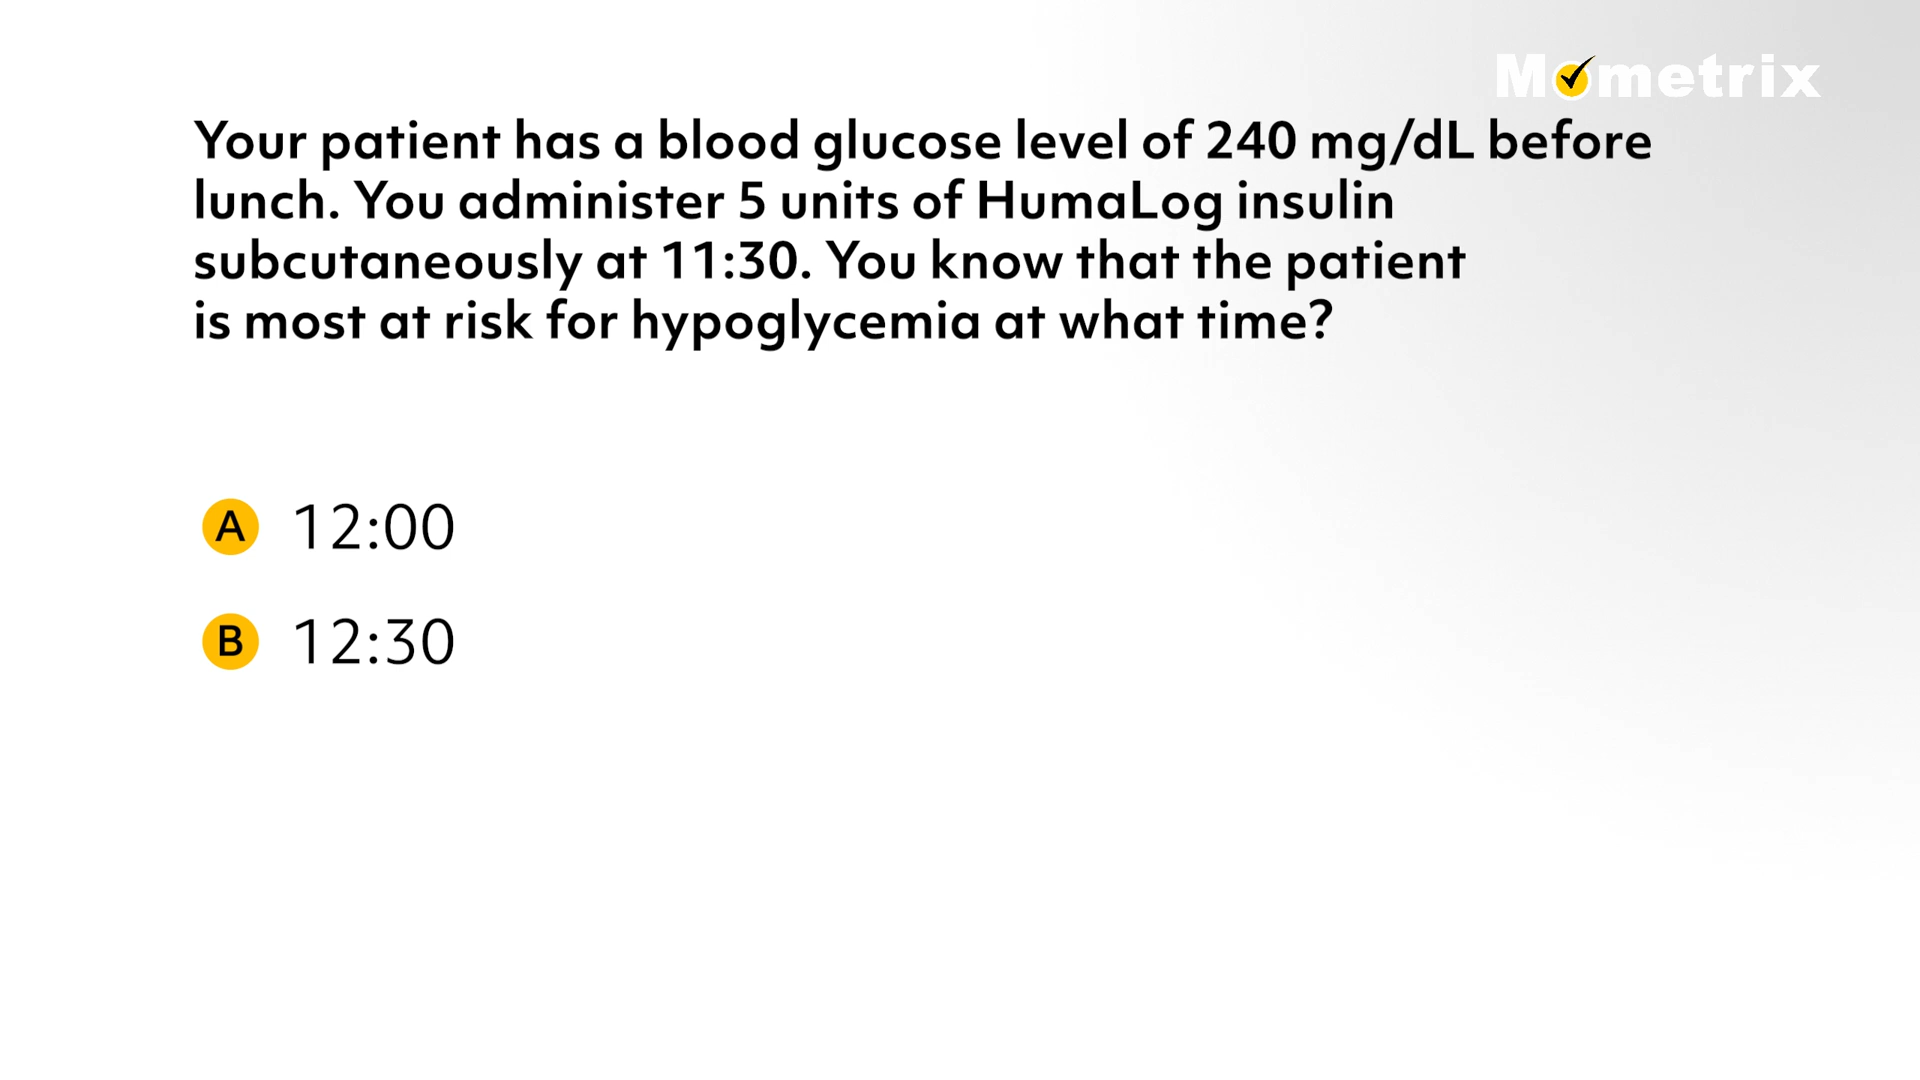 Mometrix
Your patient has a blood glucose level of 240 mg/dL before
lunch. You administer 5 units of HumaLog insulin
subcutaneously at 11:30. You know that the patient
is most at risk for hypoglycemia at what time?
A 12:00
B 12:30